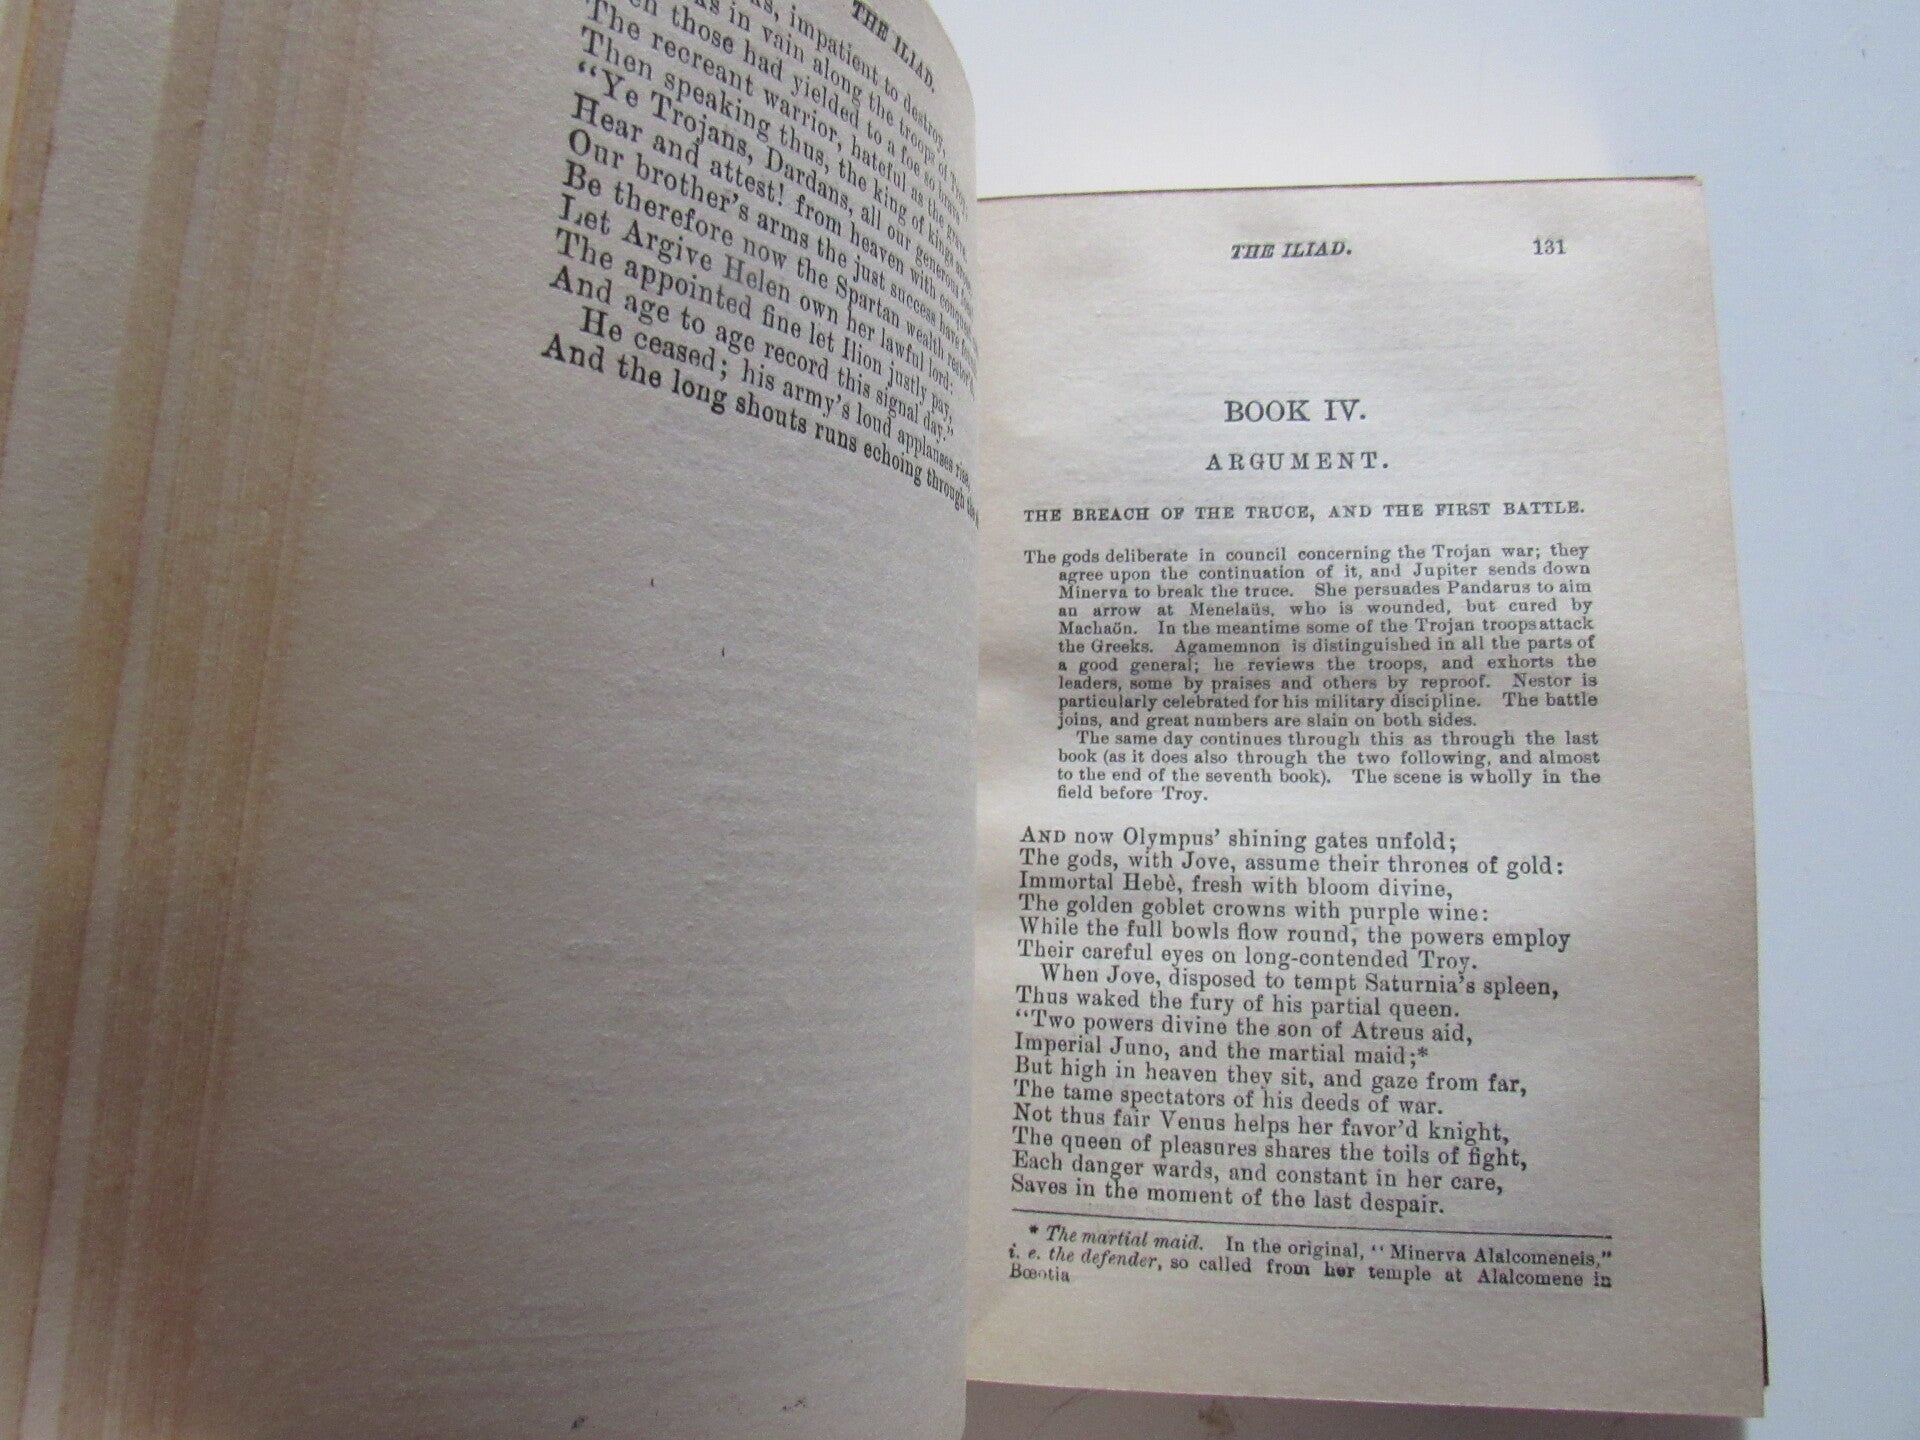 THE ILIAD.
impatient to destroy,
in vain along the troops of Troy;
those had yielded to a foe so brave
The recreant warrior, hateful as the grave.
Then speaking thus, the king of kings arose,
“Ye Trojans, Dardans, all our generous foes!
Hear and attest! from heaven with conquest
Our brother's arms the just success have found:
Be therefore now the Spartan wealth restor'd,
Let Argive Helen own her lawful lord:
The appointed fine let Ilion justly pay,
And age to age record this signal day.”
He ceased; his army's loud applauses rise,
And the long shouts runs echoing through the
THE ILIAD. 131
BOOK IV.
ARGUMENT.
THE BREACH OF THE TRUCE, AND THE FIRST BATTLE.
The gods deliberate in council concerning the Trojan war; they
agree upon the continuation of it, and Jupiter sends down
Minerva to break the truce. She persuades Pandarus to aim
an arrow at Menelaüs, who is wounded, but cured by
Machaön. In the meantime some of the Trojan troops attack
the Greeks. Agamemnon is distinguished in all the parts of
a good general; he reviews the troops, and exhorts the
leaders, some by praises and others by reproof. Nestor is
particularly celebrated for his military discipline. The battle
joins, and great numbers are slain on both sides.
The same day continues through this as through the last
book (as it does also through the two following, and almost
to the end of the seventh book). The scene is wholly in the
field before Troy.
AND now Olympus' shining gates unfold;
The gods, with Jove, assume their thrones of gold:
Immortal Hebè, fresh with bloom divine,
The golden goblet crowns with purple wine:
While the full bowls flow round, the powers employ
Their careful eyes on long-contended Troy.
When Jove, disposed to tempt Saturnia's spleen,
Thus waked the fury of his partial queen.
“Two powers divine the son of Atreus aid,
Imperial Juno, and the martial maid;*
But high in heaven they sit, and gaze from far,
The tame spectators of his deeds of war.
Not thus fair Venus helps her favor'd knight,
The queen of pleasures shares the toils of fight,
Each danger wards, and constant in her care,
Saves in the moment of the last despair.
* The martial maid. In the original, “Minerva Alalcomeneis,”
i. e. the defender, so called from her temple at Alalcomene in
Bœotia